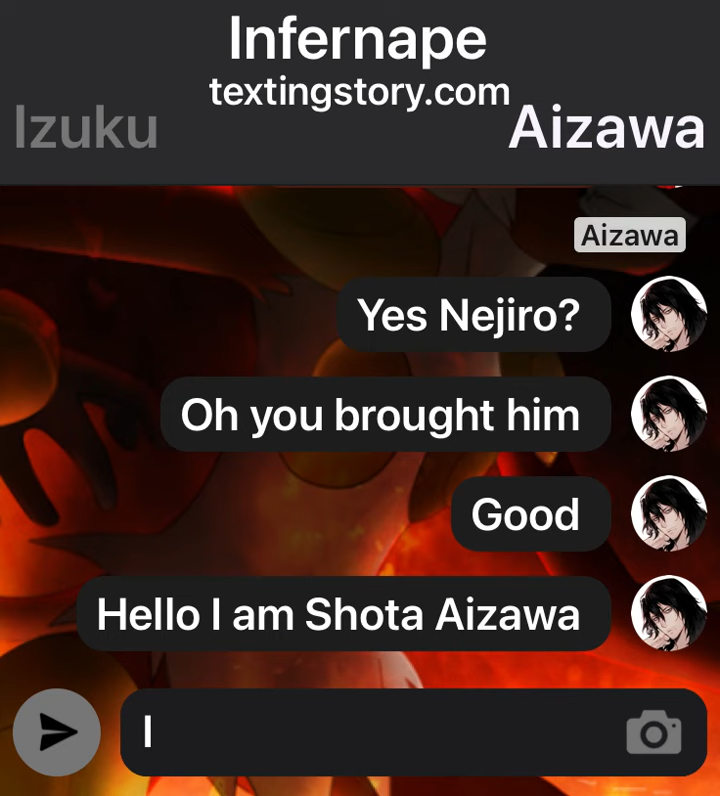 Infernape
textingstory.com
Izuku
Aizawa
Aizawa
Yes Nejiro?
Oh you brought him
Good
Hello I am Shota Aizawa
I